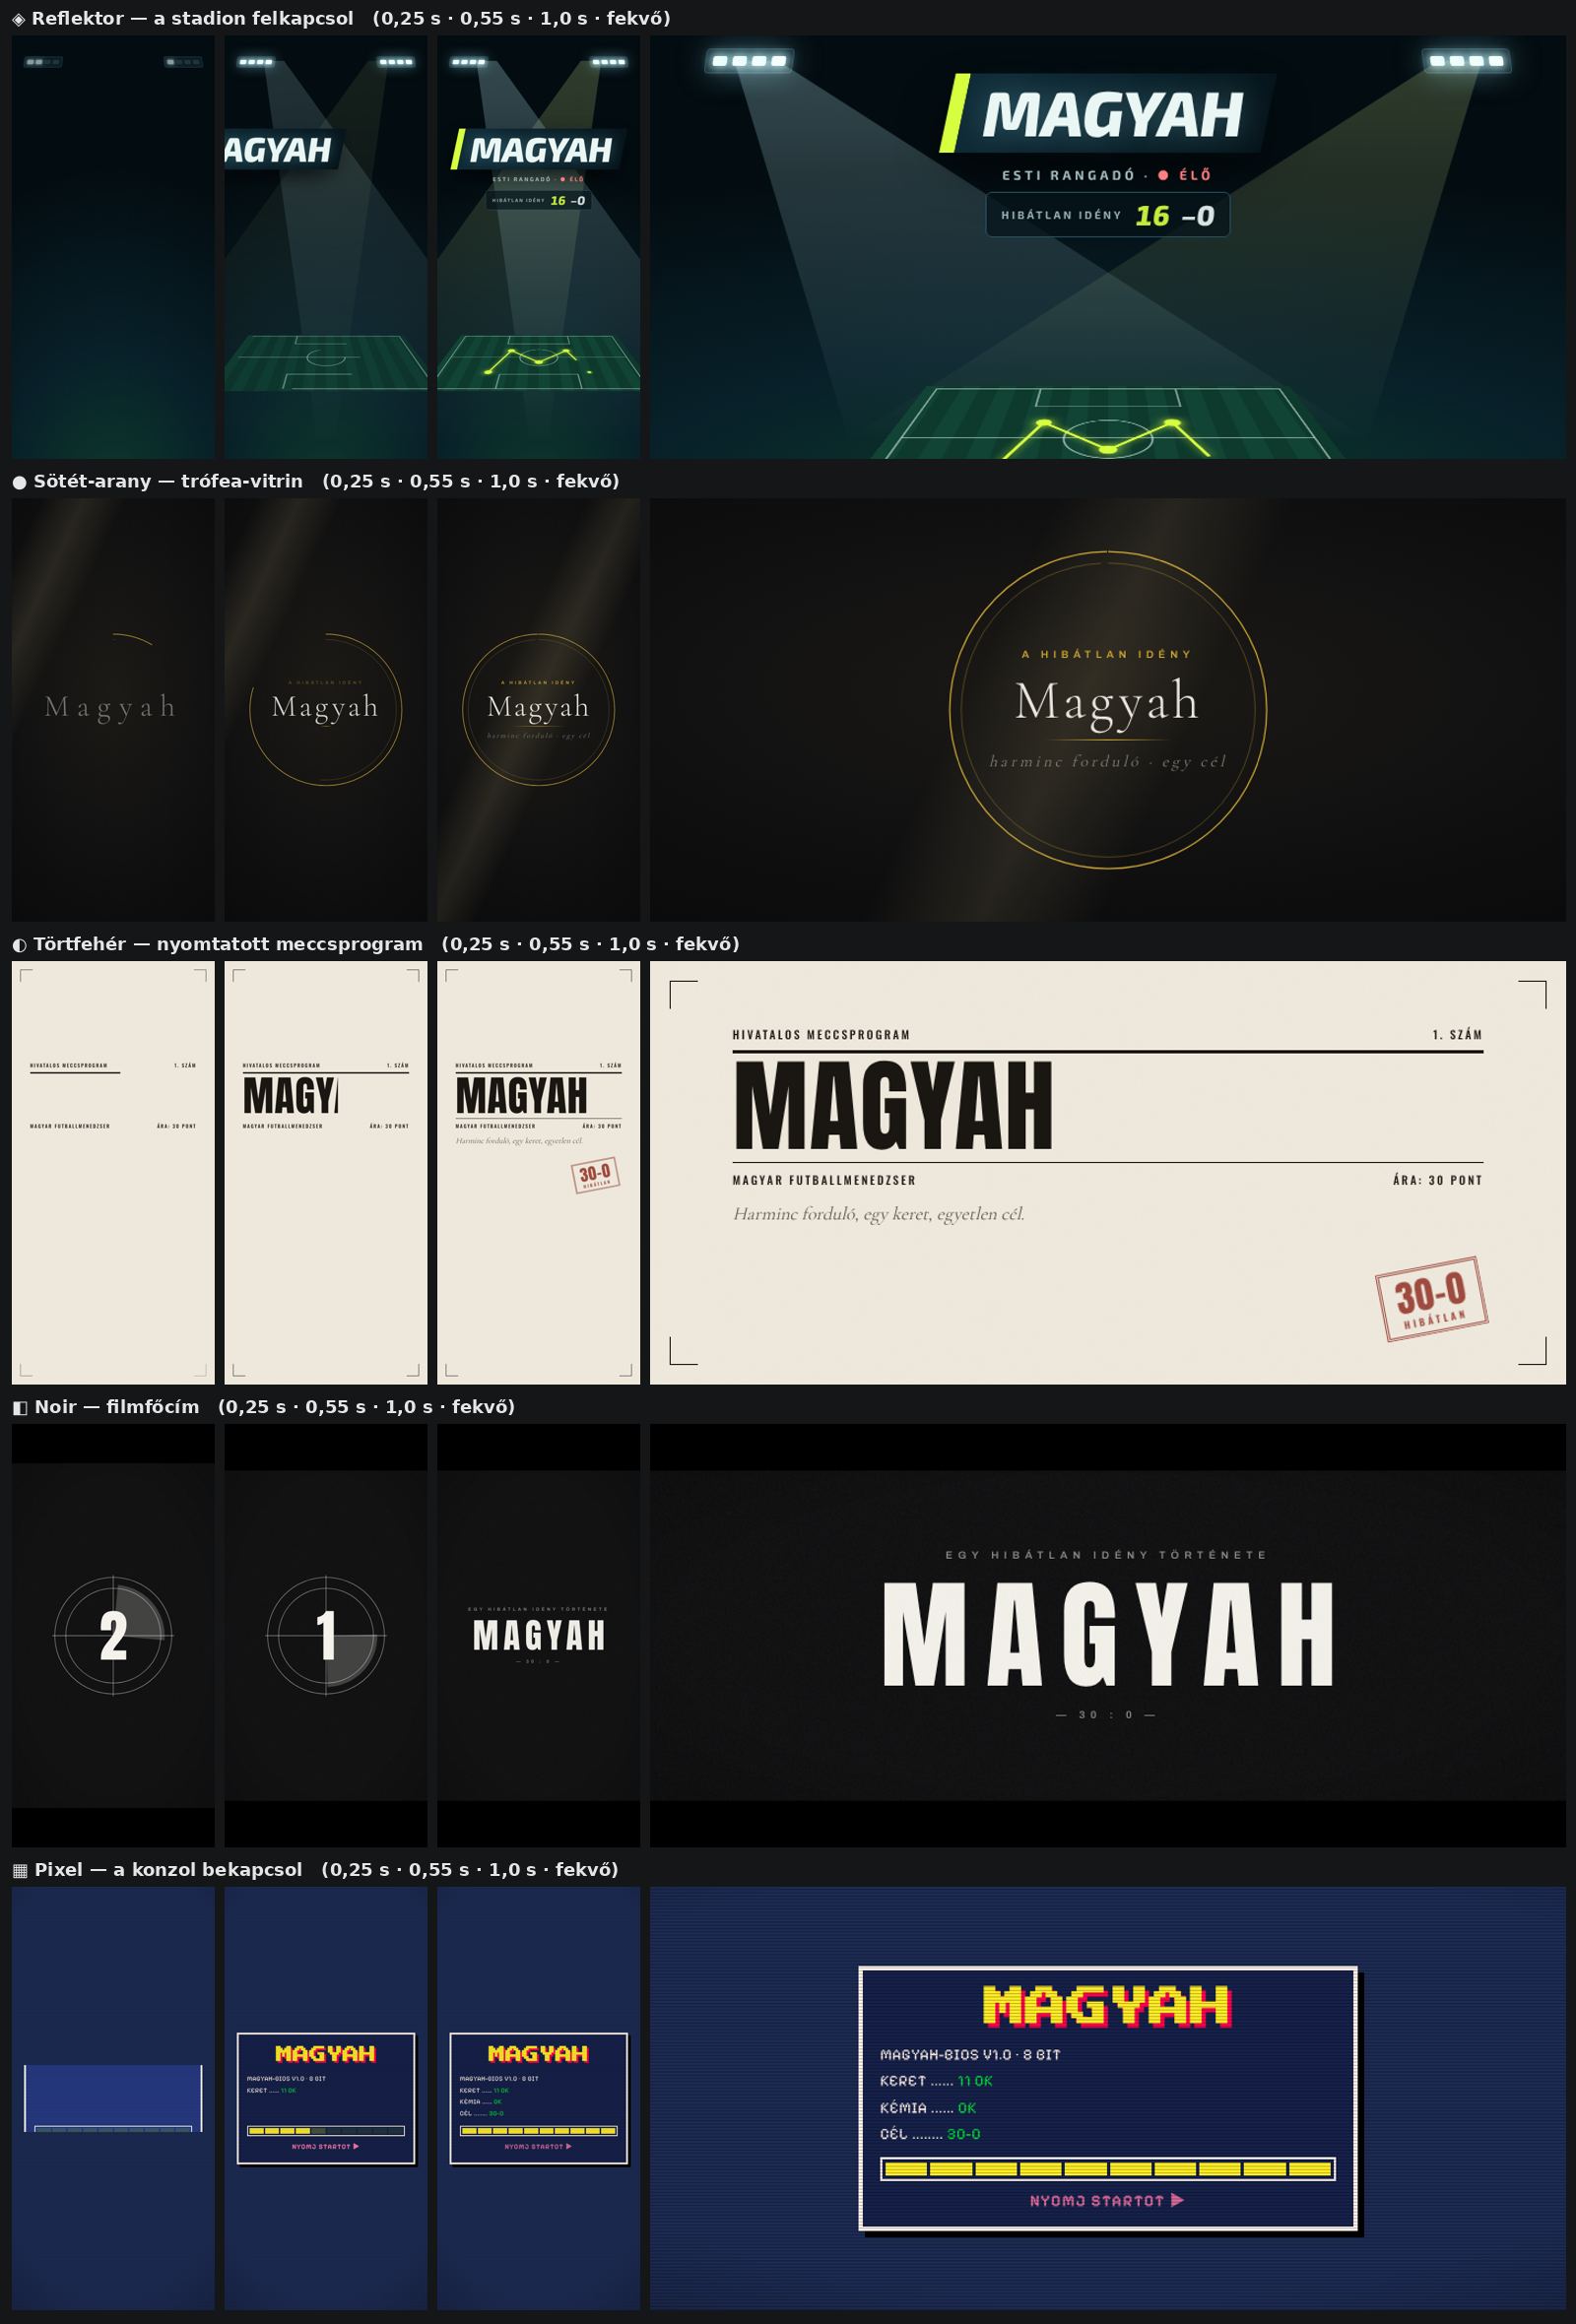 ◈ Reflektor — a stadion felkapcsol (0,25 s · 0,55 s · 1,0 s · fekvő)
AGYAH
MAGYAH
ESTI RANGADÓ · ● ÉLŐ
HIBÁTLAN IDÉNY 16 –0
MAGYAH
ESTI RANGADÓ · ● ÉLŐ
HIBÁTLAN IDÉNY 16 –0
● Sötét-arany — trófea-vitrin (0,25 s · 0,55 s · 1,0 s · fekvő)
Magyah
A HIBÁTLAN IDÉNY
Magyah
A HIBÁTLAN IDÉNY
Magyah
harminc forduló · egy cél
A HIBÁTLAN IDÉNY
Magyah
harminc forduló · egy cél
◐ Törtfehér — nyomtatott meccsprogram (0,25 s · 0,55 s · 1,0 s · fekvő)
HIVATALOS MECCSPROGRAM 1. SZÁM
MAGYAR FUTBALLMENEDZSER ÁRA: 30 PONT
HIVATALOS MECCSPROGRAM 1. SZÁM
MAGY
MAGYAR FUTBALLMENEDZSER ÁRA: 30 PONT
HIVATALOS MECCSPROGRAM 1. SZÁM
MAGYAH
MAGYAR FUTBALLMENEDZSER ÁRA: 30 PONT
Harminc forduló, egy keret, egyetlen cél.
30-0
HIBÁTLAN
HIVATALOS MECCSPROGRAM 1. SZÁM
MAGYAH
MAGYAR FUTBALLMENEDZSER ÁRA: 30 PONT
Harminc forduló, egy keret, egyetlen cél.
30-0
HIBÁTLAN
◧ Noir — filmfőcím (0,25 s · 0,55 s · 1,0 s · fekvő)
2
1
EGY HIBÁTLAN IDÉNY TÖRTÉNETE
MAGYAH
— 30 : 0 —
EGY HIBÁTLAN IDÉNY TÖRTÉNETE
MAGYAH
— 30 : 0 —
▦ Pixel — a konzol bekapcsol (0,25 s · 0,55 s · 1,0 s · fekvő)
MAGYAH
MAGYAH-BIOS V1.0 · 8 BIT
KERET ...... 11 OK
NYOMJ STARTOT ▶
MAGYAH
MAGYAH-BIOS V1.0 · 8 BIT
KERET ...... 11 OK
KÉMIA ...... OK
CÉL ........ 30-0
NYOMJ STARTOT ▶
MAGYAH
MAGYAH-BIOS V1.0 · 8 BIT
KERET ...... 11 OK
KÉMIA ...... OK
CÉL ........ 30-0
NYOMJ STARTOT ▶